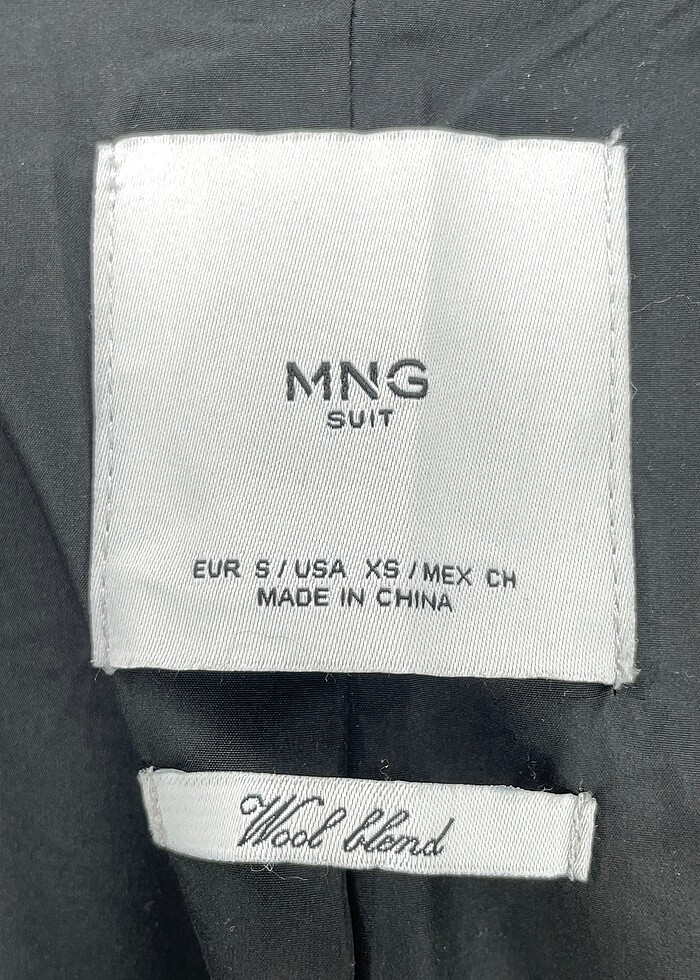 MNG
SUIT
EUR S / USA XS / MEX CH
MADE IN CHINA
Wool blend